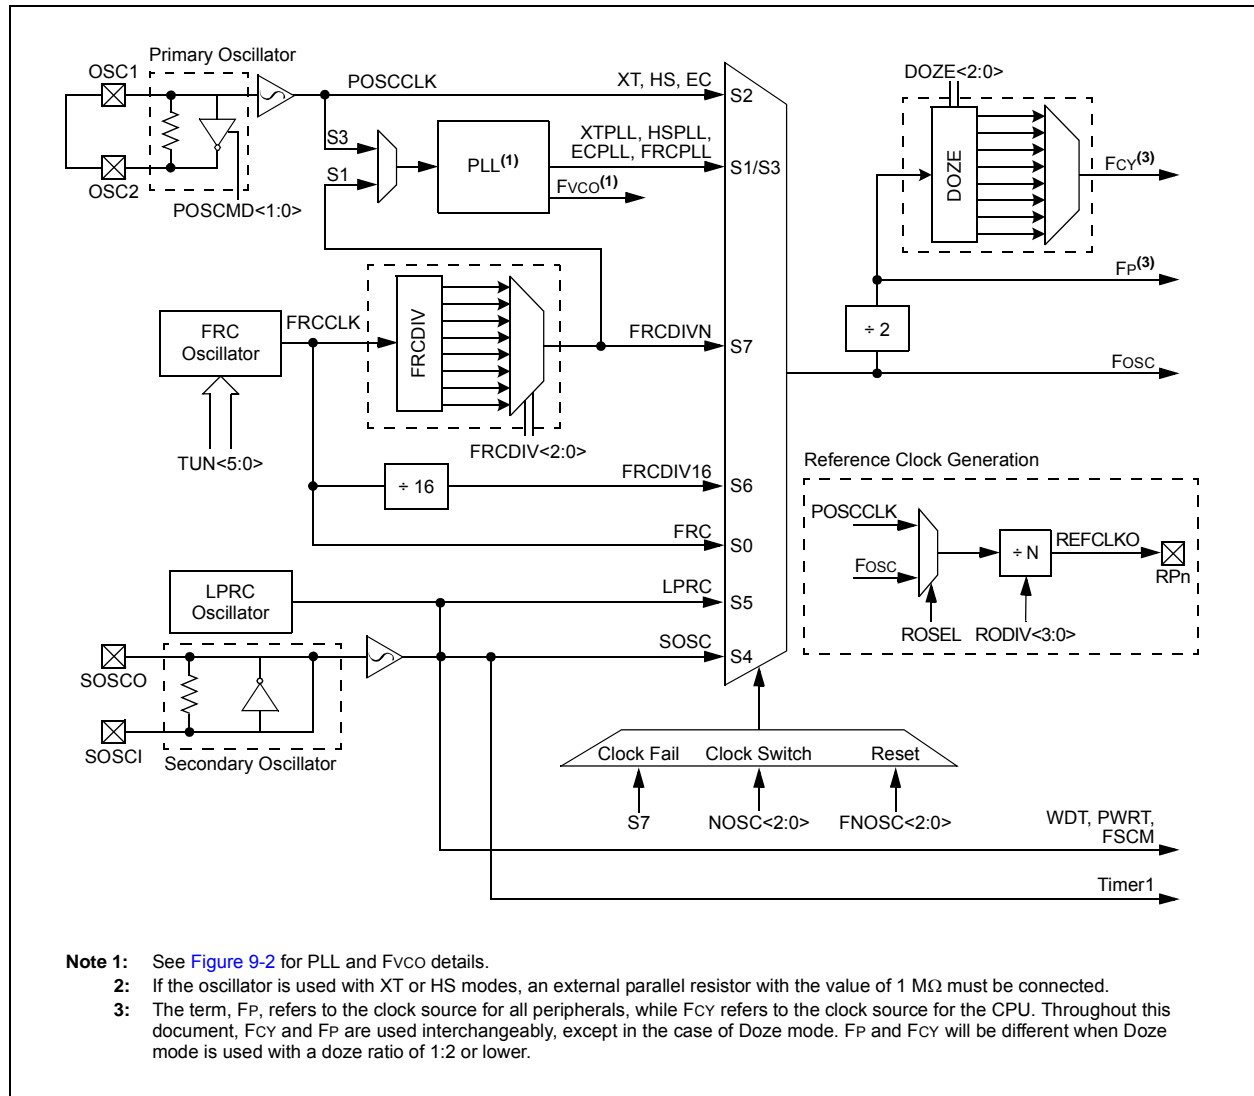 Primary Oscillator
OSC1
OSC2
POSCCLK
XT, HS, EC
S2
DOZE<2:0>
S3
S1
PLL(1)
XTPLL, HSPLL,
ECPLL, FRCPLL
S1/S3
FVCO(1)
POSCMD<1:0>
DOZE
FCY(3)
FP(3)
÷ 2
FOSC
FRC
Oscillator
FRCCLK
FRCDIV
FRCDIVN
S7
TUN<5:0>
FRCDIV<2:0>
÷ 16
FRCDIV16
S6
FRC
S0
Reference Clock Generation
POSCCLK
FOSC
÷ N
REFCLKO
RPn
ROSEL
RODIV<3:0>
LPRC
Oscillator
LPRC
S5
SOSCO
SOSC
S4
SOSCI
Secondary Oscillator
Clock Fail
Clock Switch
Reset
S7
NOSC<2:0>
FNOSC<2:0>
WDT, PWRT,
FSCM
Timer1
Note 1: See Figure 9-2 for PLL and FVCO details.
2: If the oscillator is used with XT or HS modes, an external parallel resistor with the value of 1 MΩ must be connected.
3: The term, FP, refers to the clock source for all peripherals, while FCY refers to the clock source for the CPU. Throughout this
document, FCY and FP are used interchangeably, except in the case of Doze mode. FP and FCY will be different when Doze
mode is used with a doze ratio of 1:2 or lower.